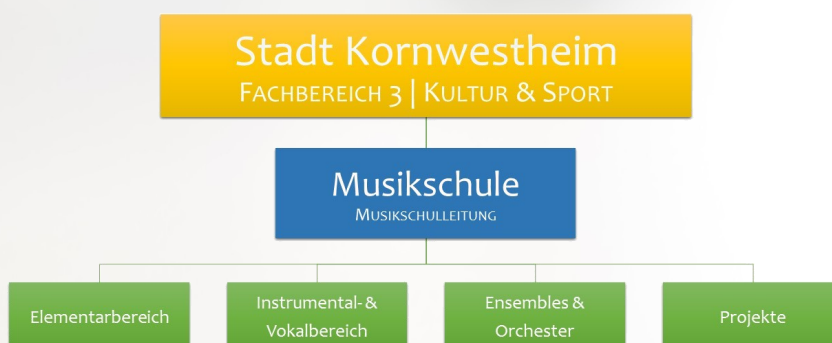 Stadt Kornwestheim
FACHBEREICH 3 | KULTUR & SPORT
Musikschule
MUSIKSCHULLEITUNG
Elementarbereich
Instrumental- &
Vokalbereich
Ensembles &
Orchester
Projekte